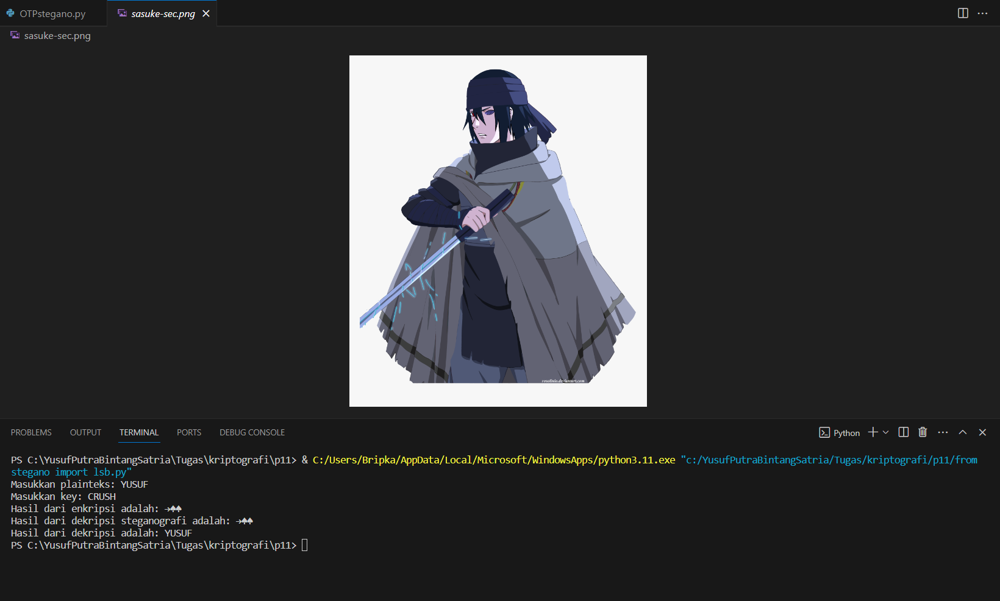 OTPstegano.py
sasuke-sec.png
sasuke-sec.png
rosolinio.deviantart.com
PROBLEMS OUTPUT TERMINAL PORTS DEBUG CONSOLE Python
PS C:\YusufPutraBintangSatria\Tugas\kriptografi\p11> & C:/Users/Bripka/AppData/Local/Microsoft/WindowsApps/python3.11.exe "c:/YusufPutraBintangSatria/Tugas/kriptografi/p11/from
stegano import lsb.py"
Masukkan plainteks: YUSUF
Masukkan key: CRUSH
Hasil dari enkripsi adalah: →♠♠
Hasil dari dekripsi steganografi adalah: →♠♠
Hasil dari dekripsi adalah: YUSUF
PS C:\YusufPutraBintangSatria\Tugas\kriptografi\p11>